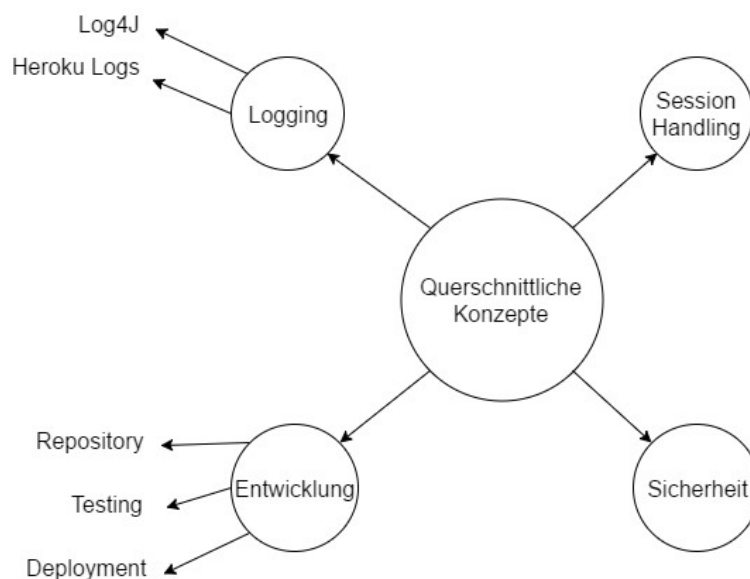 Log4J
Heroku Logs
Logging
Session
Handling
Querschnittliche
Konzepte
Repository
Testing
Deployment
Entwicklung
Sicherheit